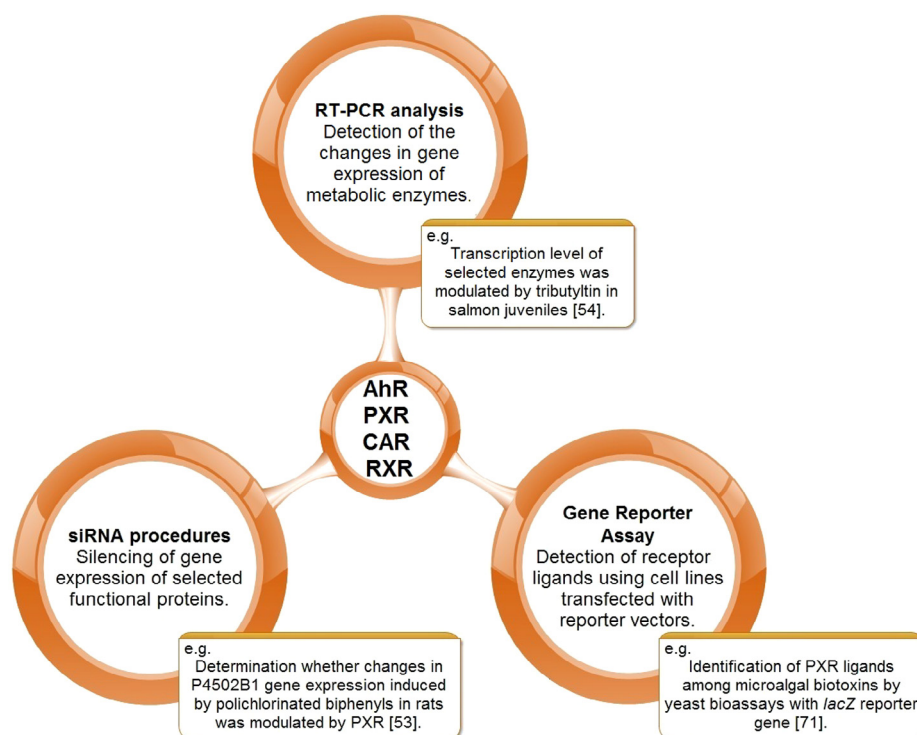 RT-PCR analysis
Detection of the
changes in gene
expression of
metabolic enzymes.
e.g.
Transcription level of
selected enzymes was
modulated by tributyltin in
salmon juveniles [54].
AhR
PXR
CAR
RXR
siRNA procedures
Silencing of gene
expression of selected
functional proteins.
e.g.
Determination whether changes in
P4502B1 gene expression induced
by polichlorinated biphenyls in rats
was modulated by PXR [53].
Gene Reporter
Assay
Detection of receptor
ligands using cell lines
transfected with
reporter vectors.
e.g.
Identification of PXR ligands
among microalgal biotoxins by
yeast bioassays with lacZ reporter
gene [71].